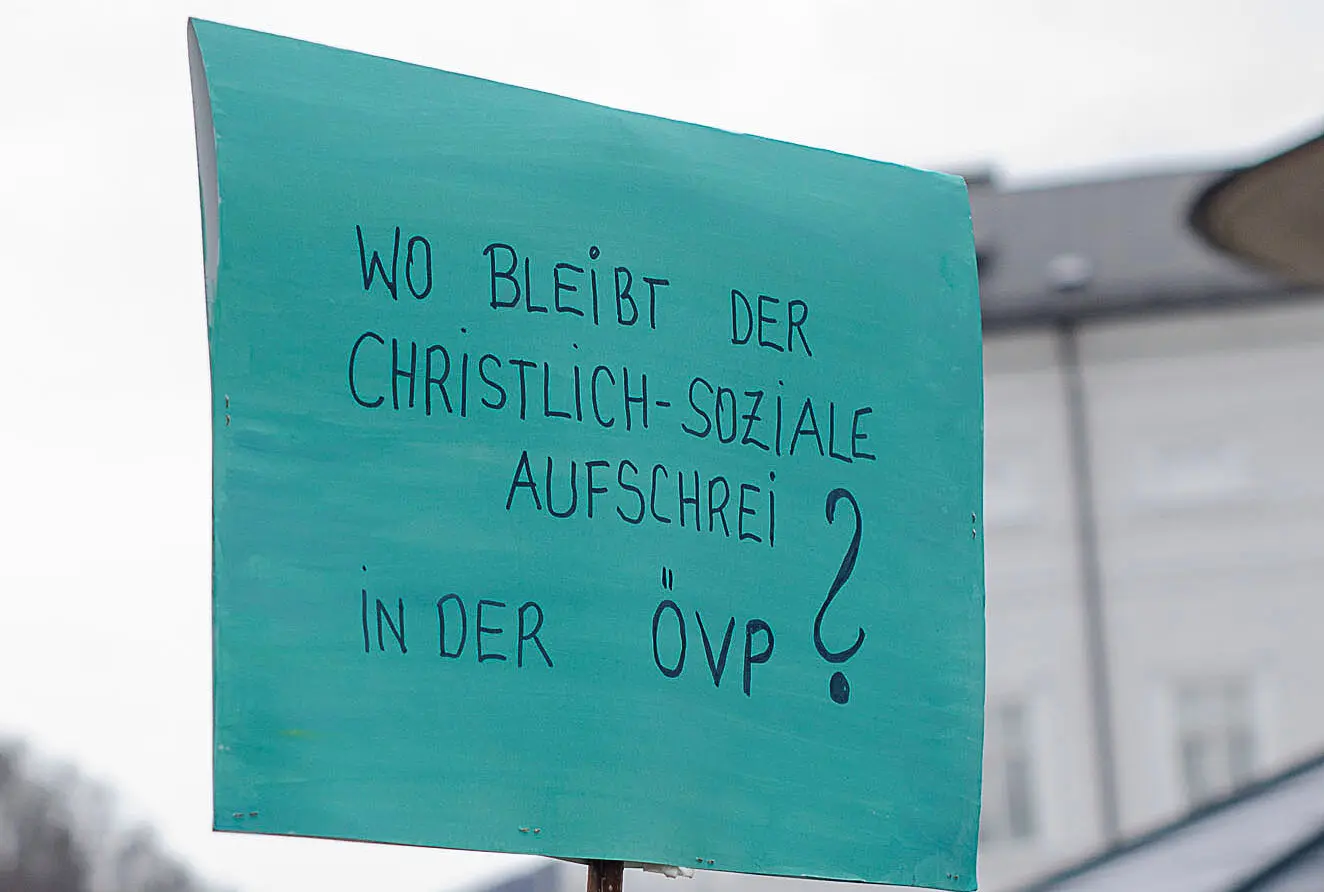 WO BLEIBT DER
CHRISTLICH-SOZIALE
AUFSCHREI
IN DER ÖVP?